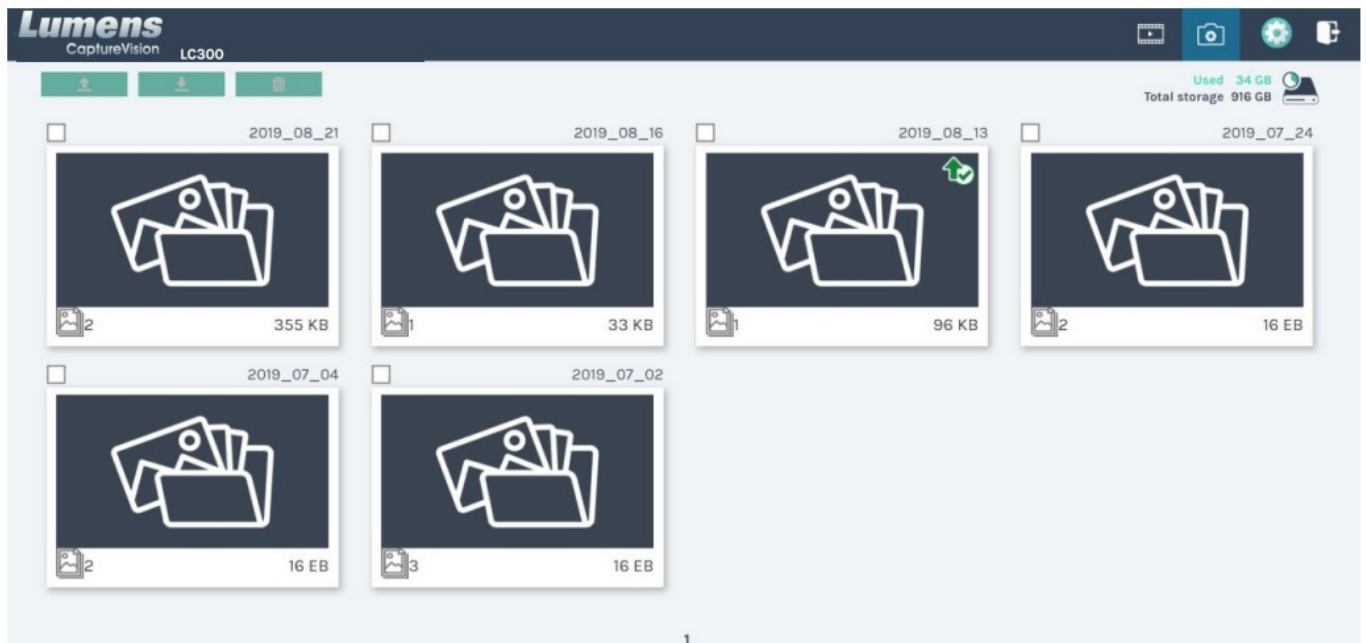 Lumens
CaptureVision LC300
Used 34 GB
Total storage 916 GB
2019_08_21 2019_08_16 2019_08_13 2019_07_24
2 355 KB 1 33 KB 1 96 KB 2 16 EB
2019_07_04 2019_07_02
2 16 EB 3 16 EB
1